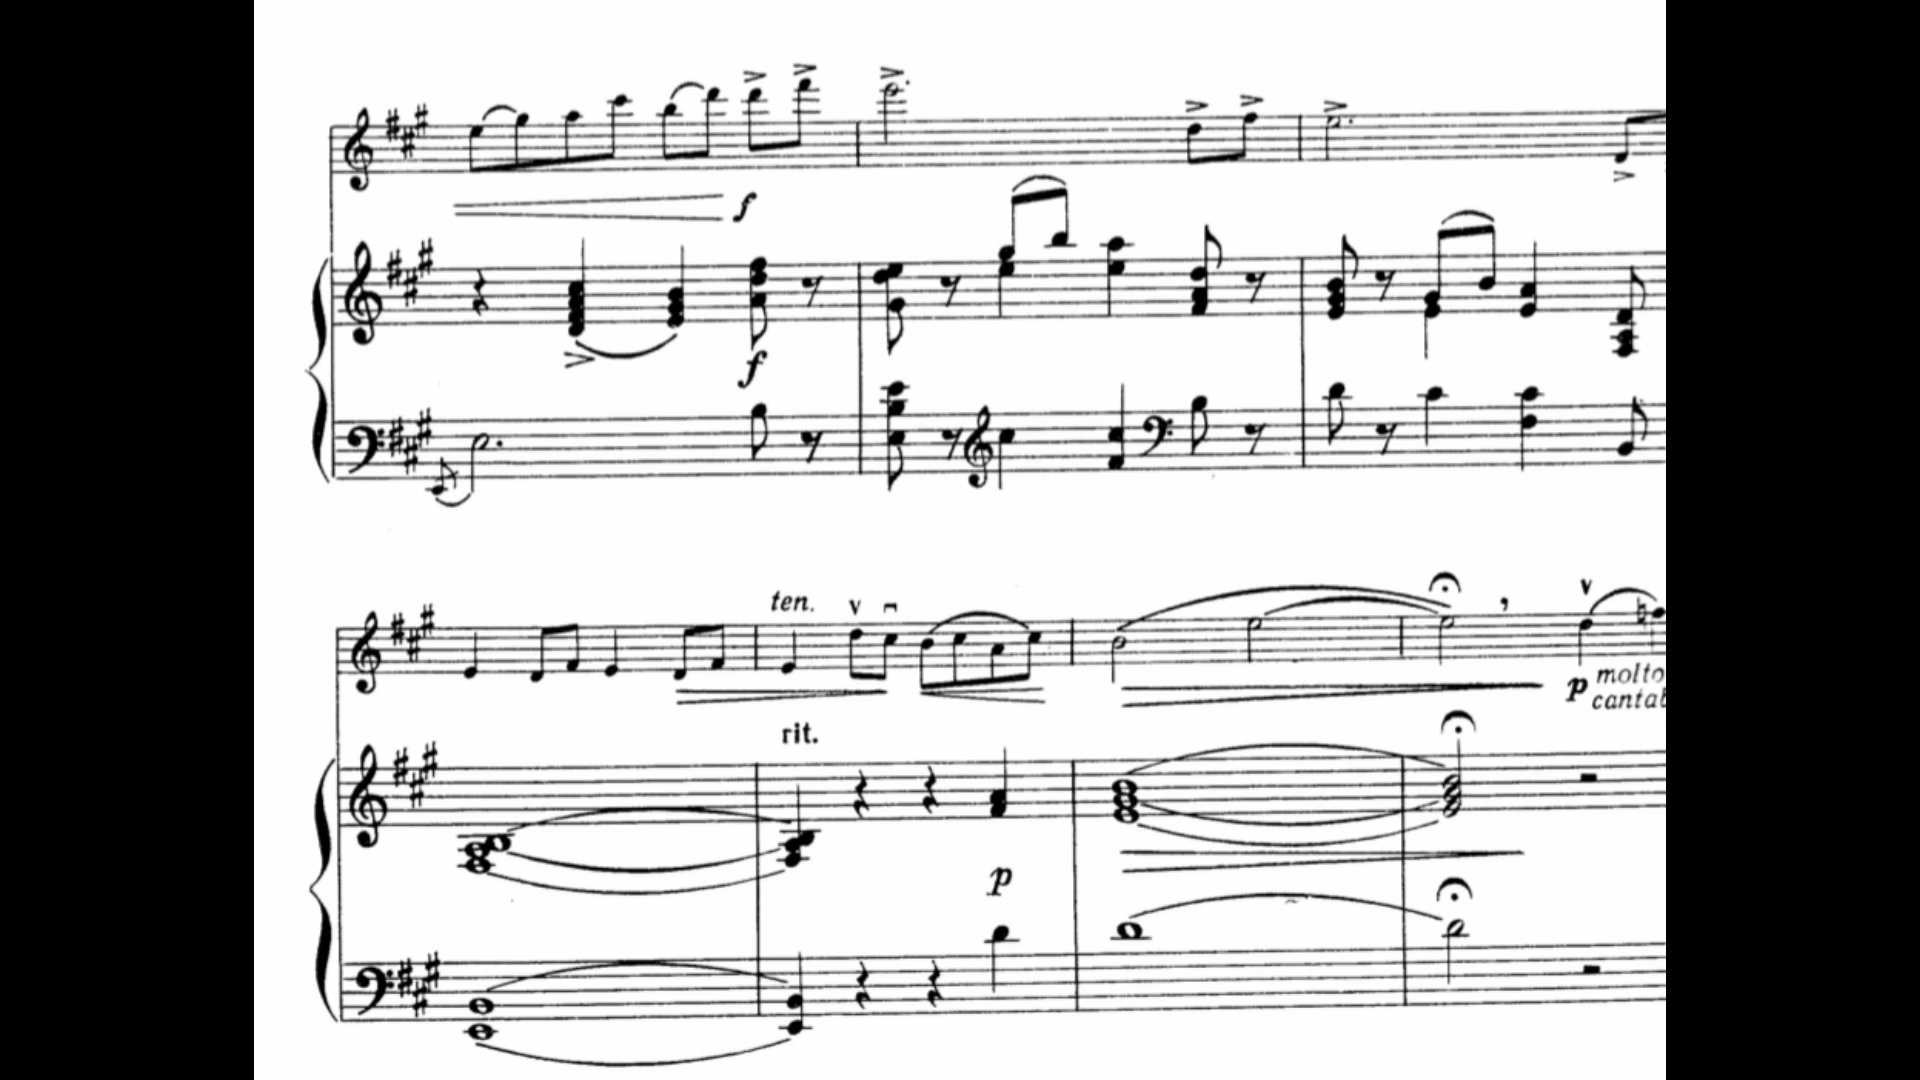 f
f
ten.
rit.
p molto
cantab
p